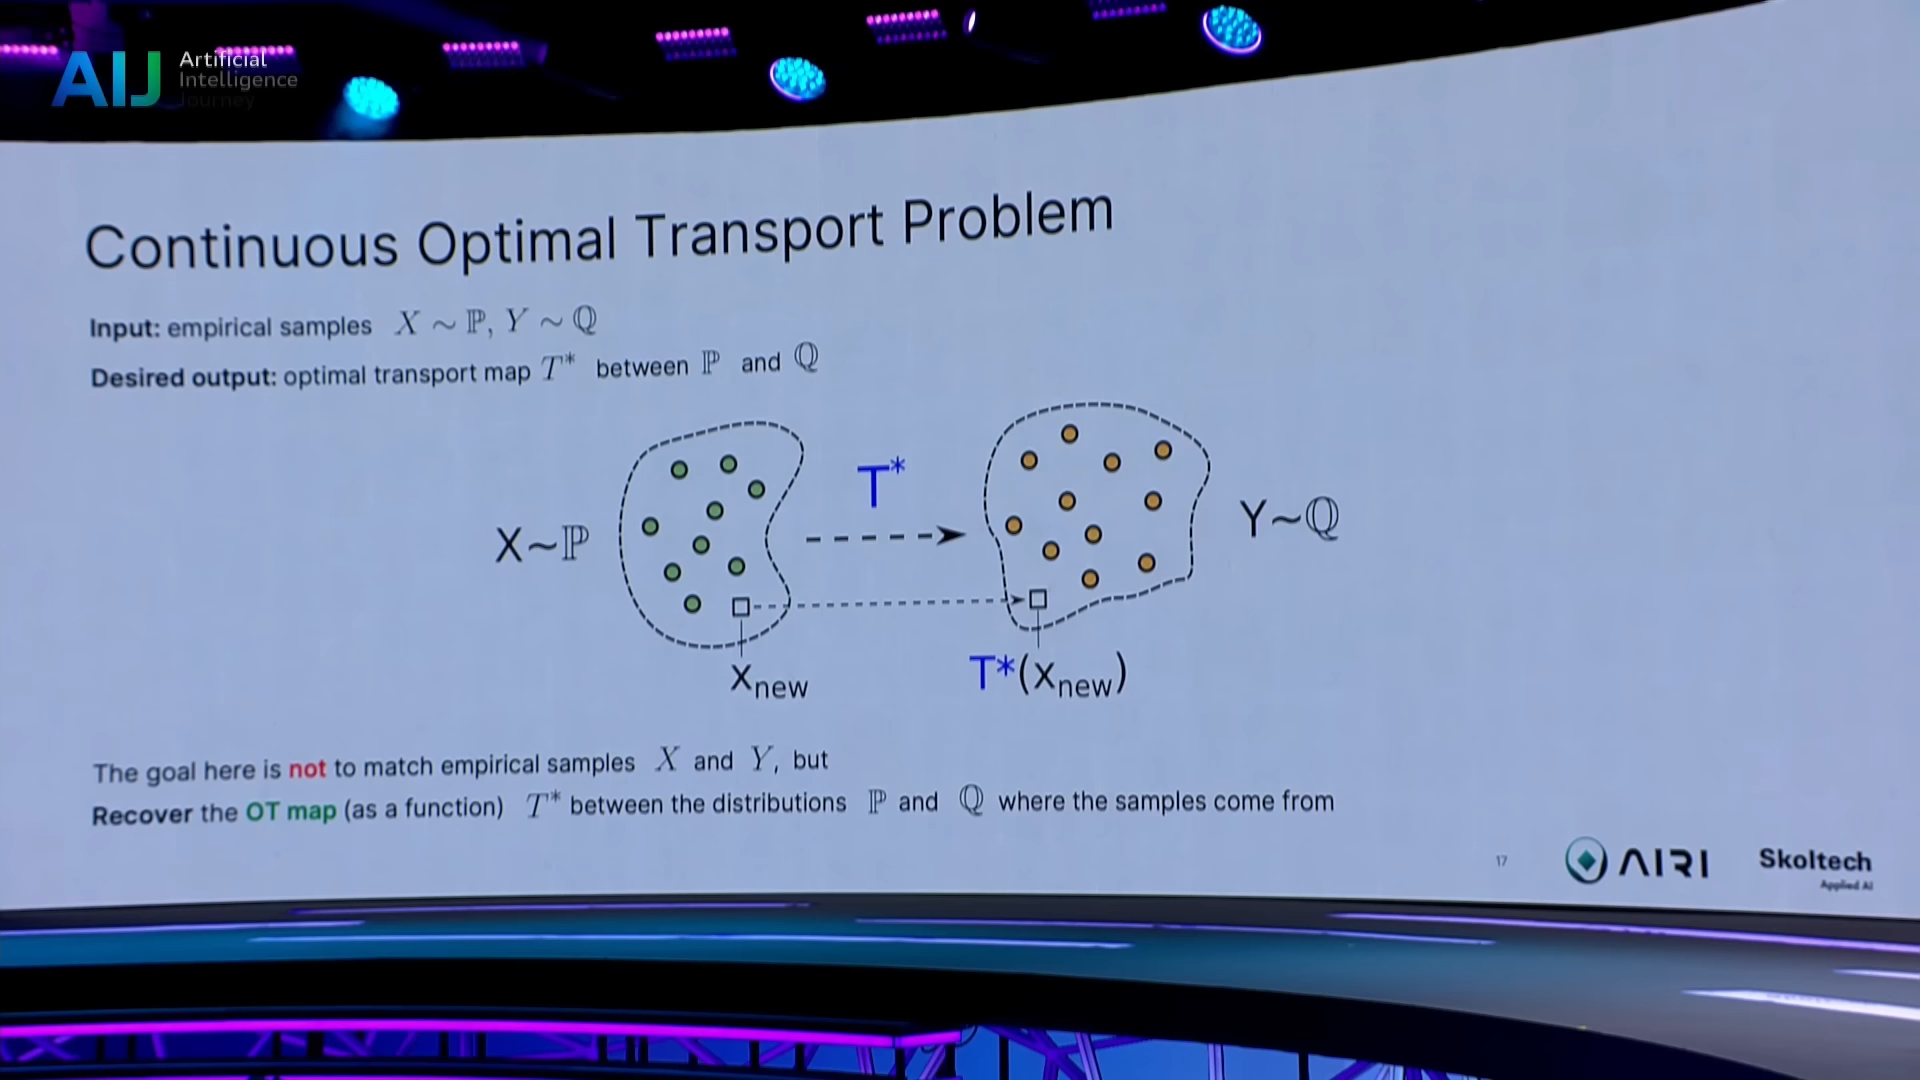 AIJ
Artificial
Intelligence
Journey
Continuous Optimal Transport Problem
Input: empirical samples X ∼ ℙ, Y ∼ ℚ
Desired output: optimal transport map T* between ℙ and ℚ
T*
X∼ℙ
Y∼ℚ
Xnew
T*(Xnew)
The goal here is not to match empirical samples X and Y, but
Recover the OT map (as a function) T* between the distributions ℙ and ℚ where the samples come from
17
AIRI
Skoltech
Applied AI